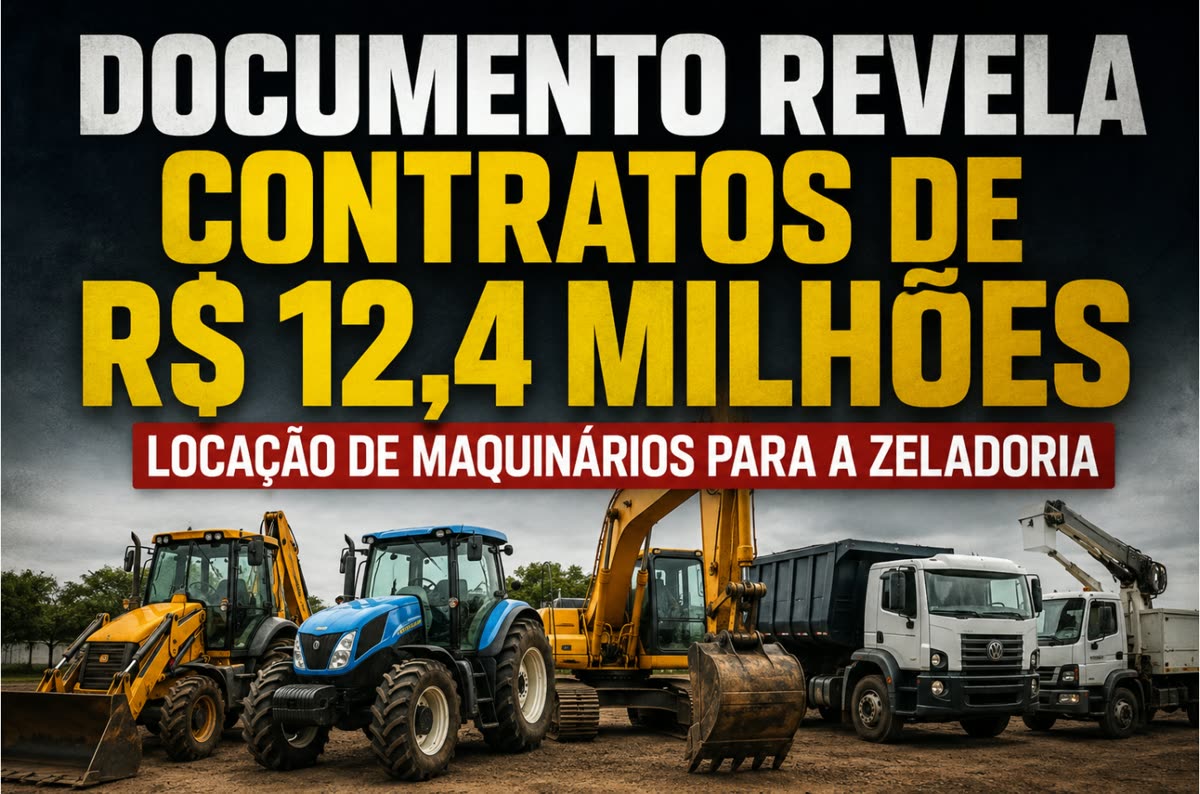 DOCUMENTO REVELA
CONTRATOS DE
R$ 12,4 MILHÕES
LOCAÇÃO DE MAQUINÁRIOS PARA A ZELADORIA